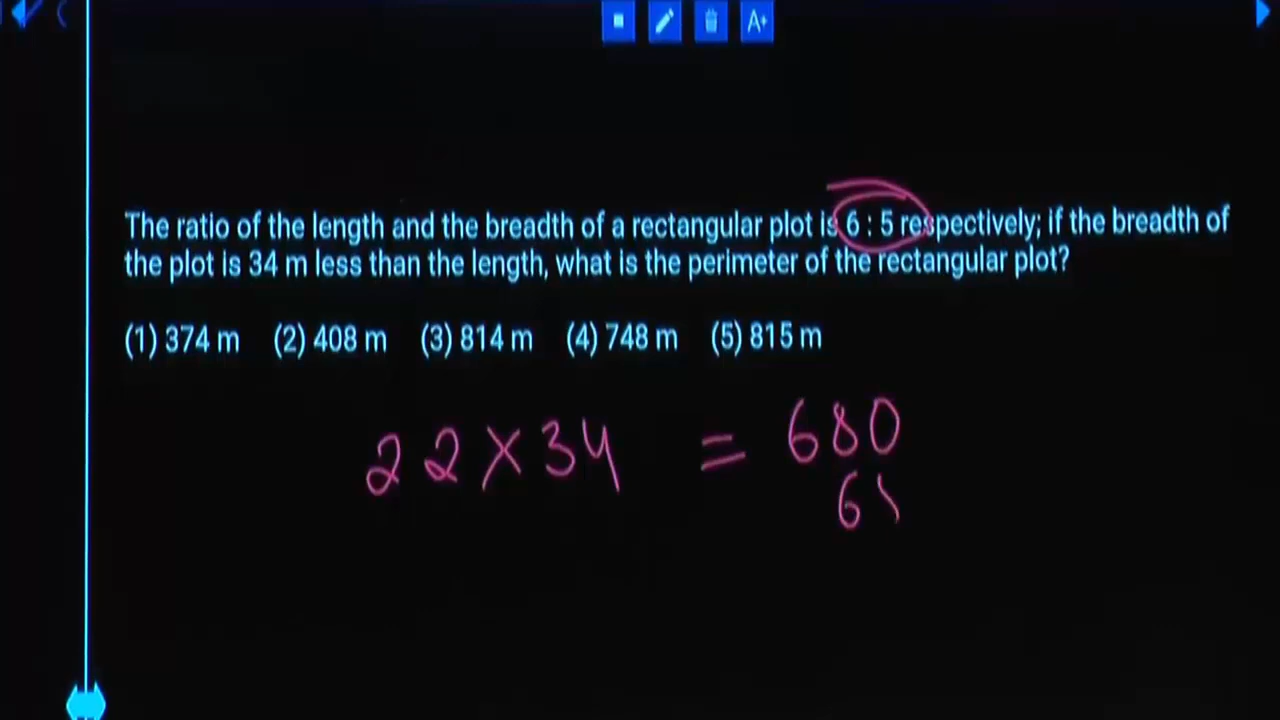 A+
The ratio of the length and the breadth of a rectangular plot is 6 : 5 respectively; if the breadth of
the plot is 34 m less than the length, what is the perimeter of the rectangular plot?
(1) 374 m (2) 408 m (3) 814 m (4) 748 m (5) 815 m
22 × 34 = 680
6